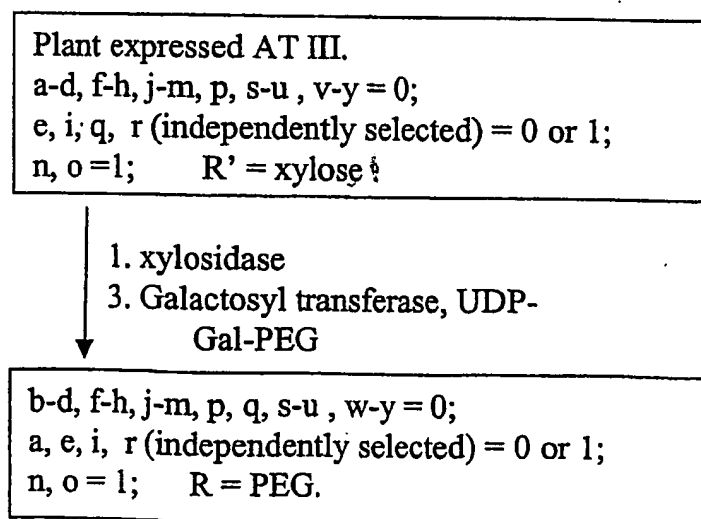 Plant expressed AT III.
a-d, f-h, j-m, p, s-u , v-y = 0;
e, i, q, r (independently selected) = 0 or 1;
n, o =1; R' = xylose
1. xylosidase
3. Galactosyl transferase, UDP-
Gal-PEG
b-d, f-h, j-m, p, q, s-u , w-y = 0;
a, e, i, r (independently selected) = 0 or 1;
n, o = 1; R = PEG.